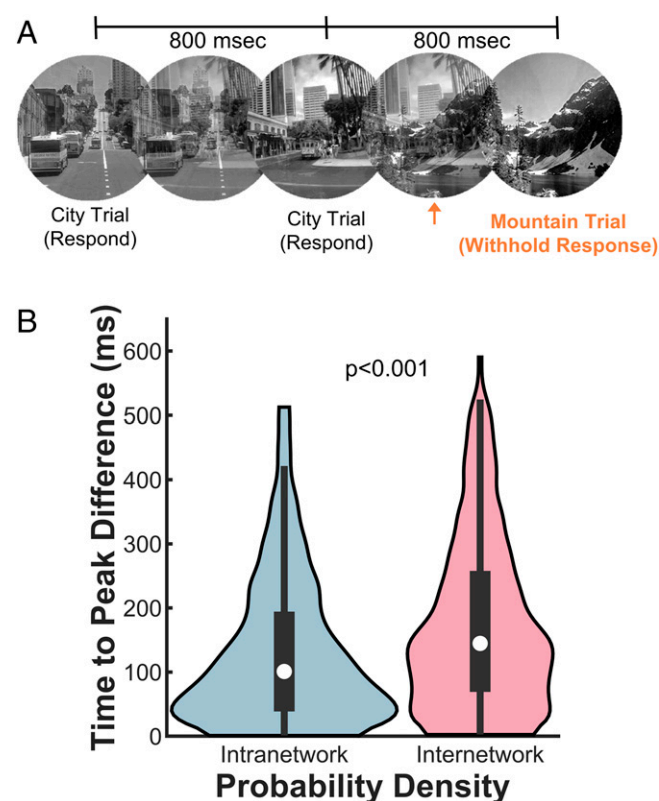 A
800 msec 800 msec
City Trial
(Respond)
City Trial
(Respond)
Mountain Trial
(Withhold Response)
B
Time to Peak Difference (ms)
600
500
400
300
200
100
0
p<0.001
Intranetwork Internetwork
Probability Density